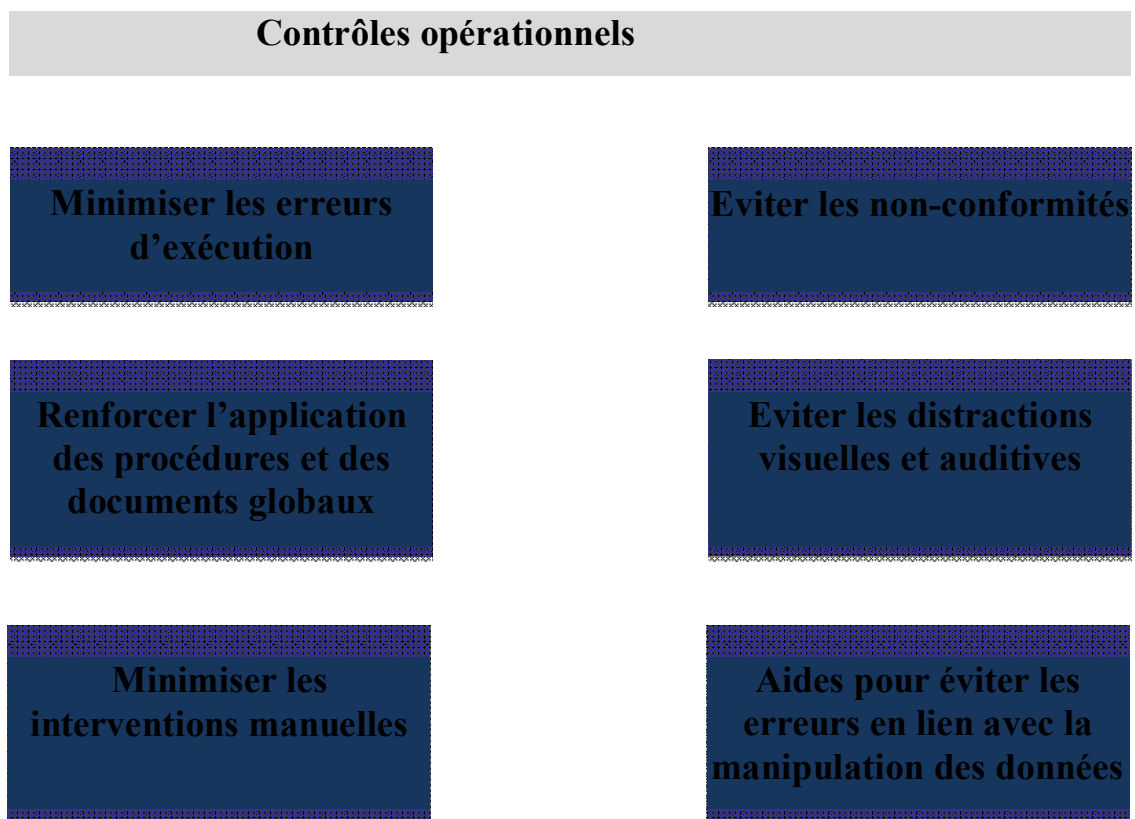 Contrôles opérationnels
Minimiser les erreurs
d’exécution
Eviter les non-conformités
Renforcer l’application
des procédures et des
documents globaux
Eviter les distractions
visuelles et auditives
Minimiser les
interventions manuelles
Aides pour éviter les
erreurs en lien avec la
manipulation des données